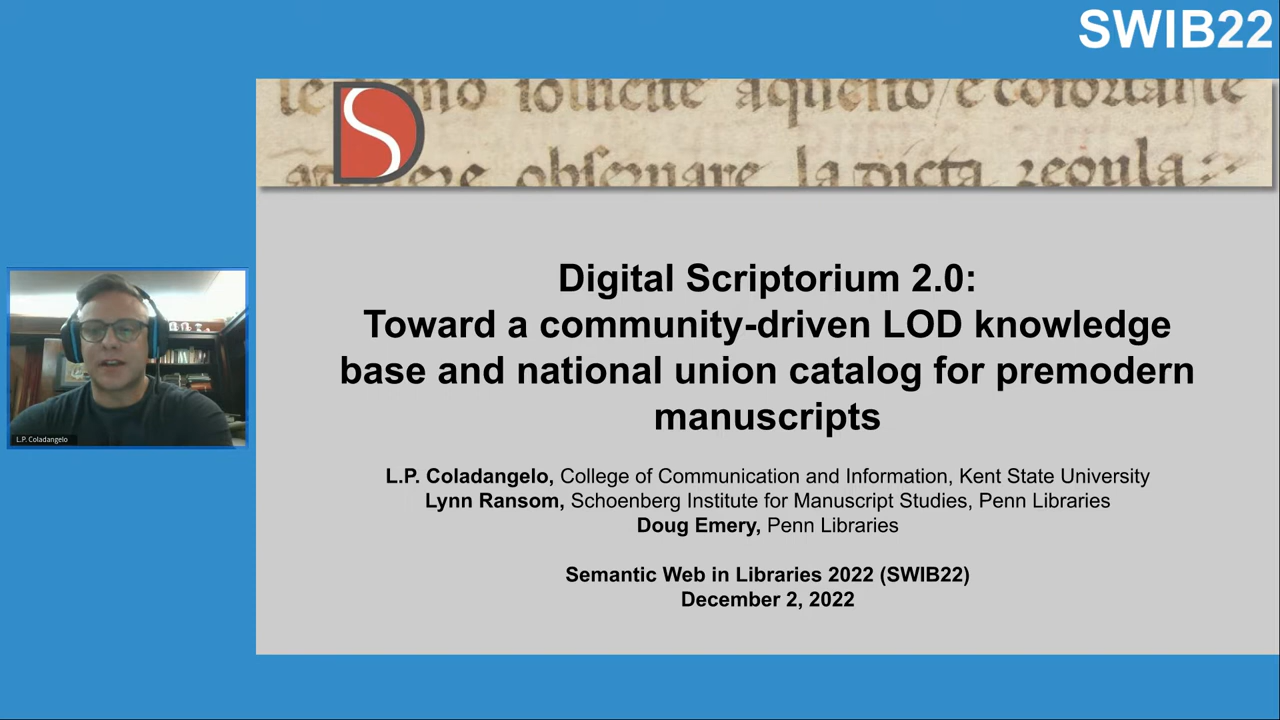 SWIB22
DS
Digital Scriptorium 2.0:
Toward a community-driven LOD knowledge
base and national union catalog for premodern
manuscripts
L.P. Coladangelo, College of Communication and Information, Kent State University
Lynn Ransom, Schoenberg Institute for Manuscript Studies, Penn Libraries
Doug Emery, Penn Libraries
Semantic Web in Libraries 2022 (SWIB22)
December 2, 2022
L.P. Coladangelo